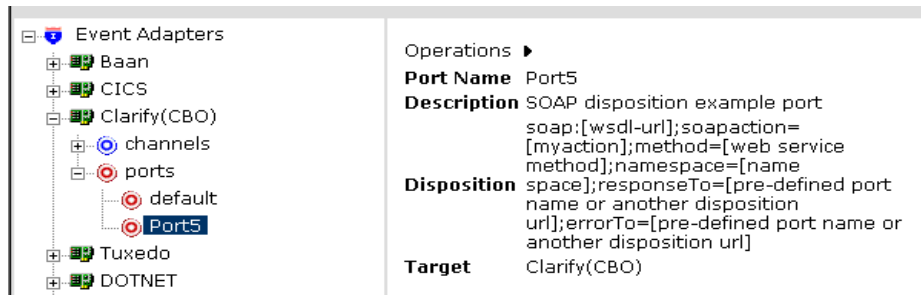 Event Adapters
Baan
CICS
Clarify(CBO)
channels
ports
default
Port5
Tuxedo
DOTNET
Operations
Port Name Port5
Description SOAP disposition example port
soap:[wsdl-url];soapaction=
[myaction];method=[web service
method];namespace=[name
Disposition space];responseTo=[pre-defined port
name or another disposition
url];errorTo=[pre-defined port name or
another disposition url]
Target Clarify(CBO)